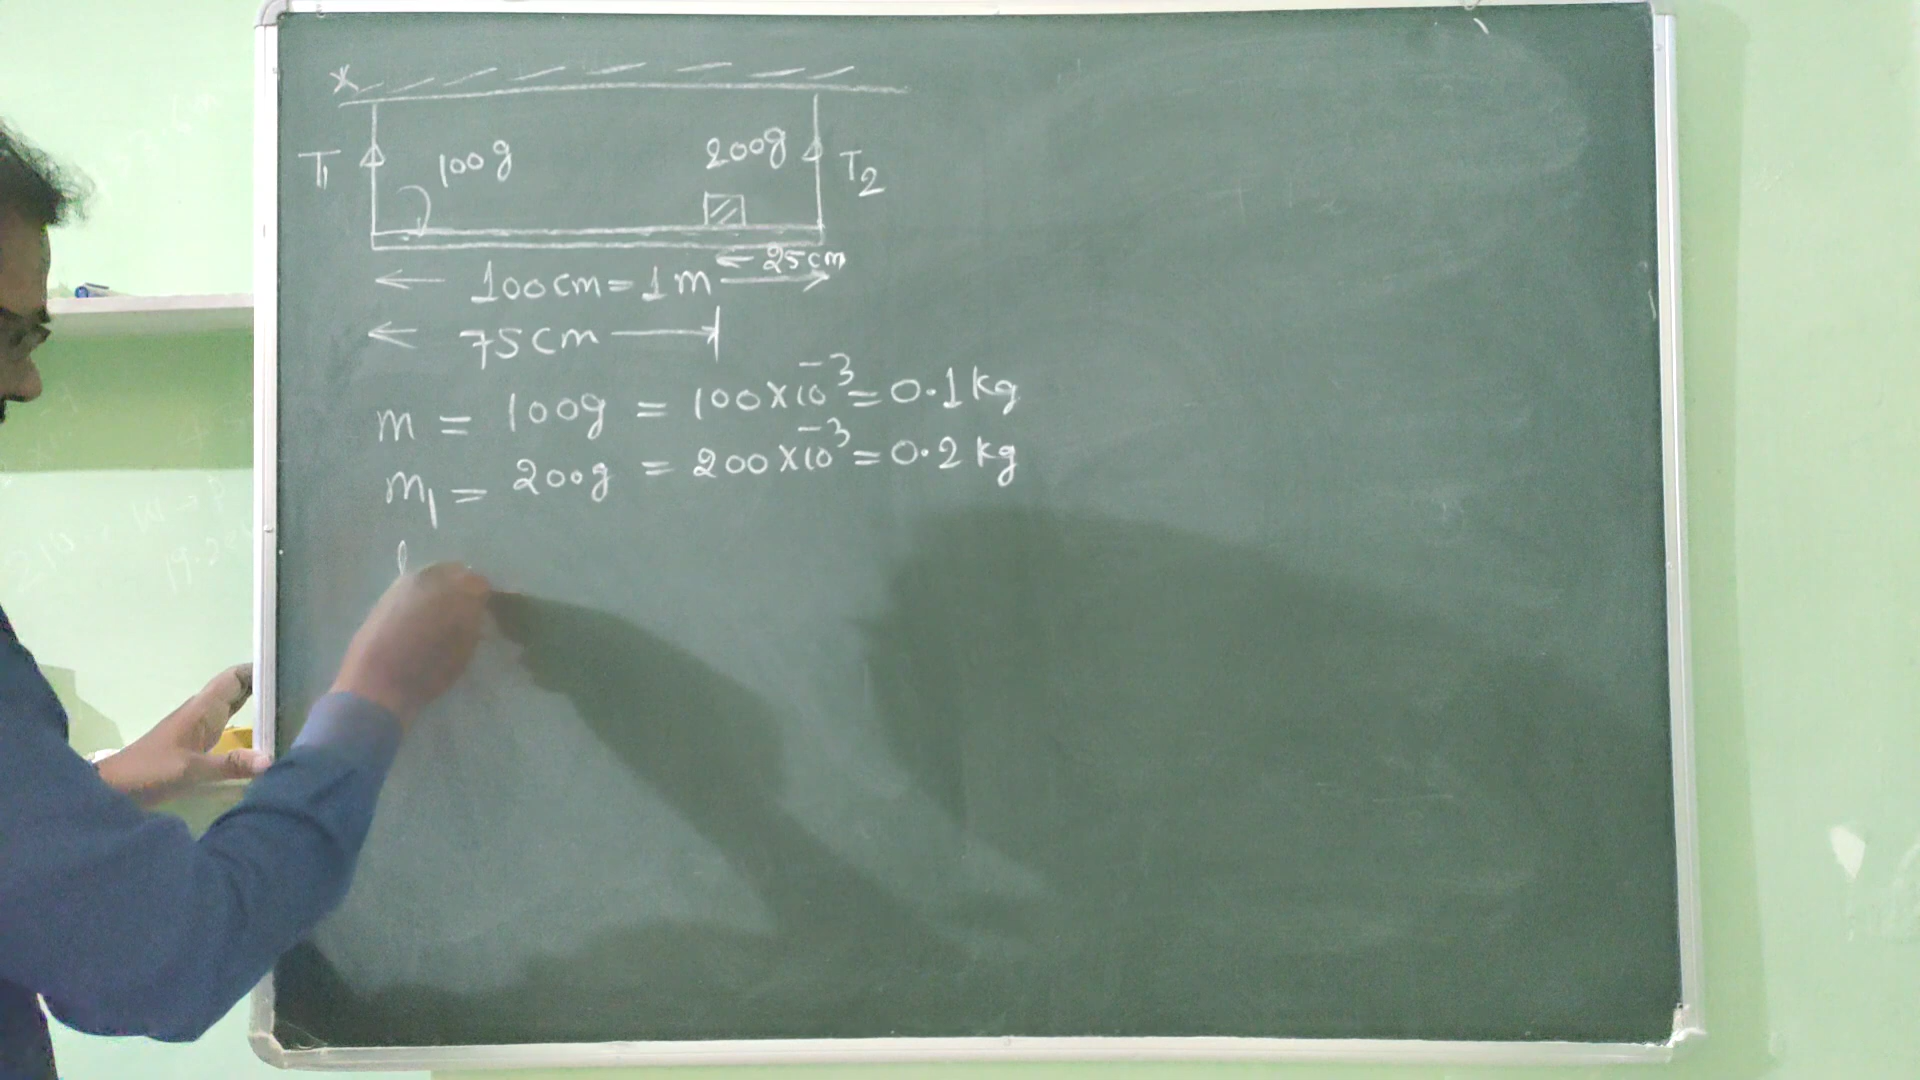 x
T1 100g 200g T2
25cm
100cm=1m
75cm
m = 100g = 100×10⁻³=0.1kg
m₁ = 200g = 200×10⁻³=0.2kg
l